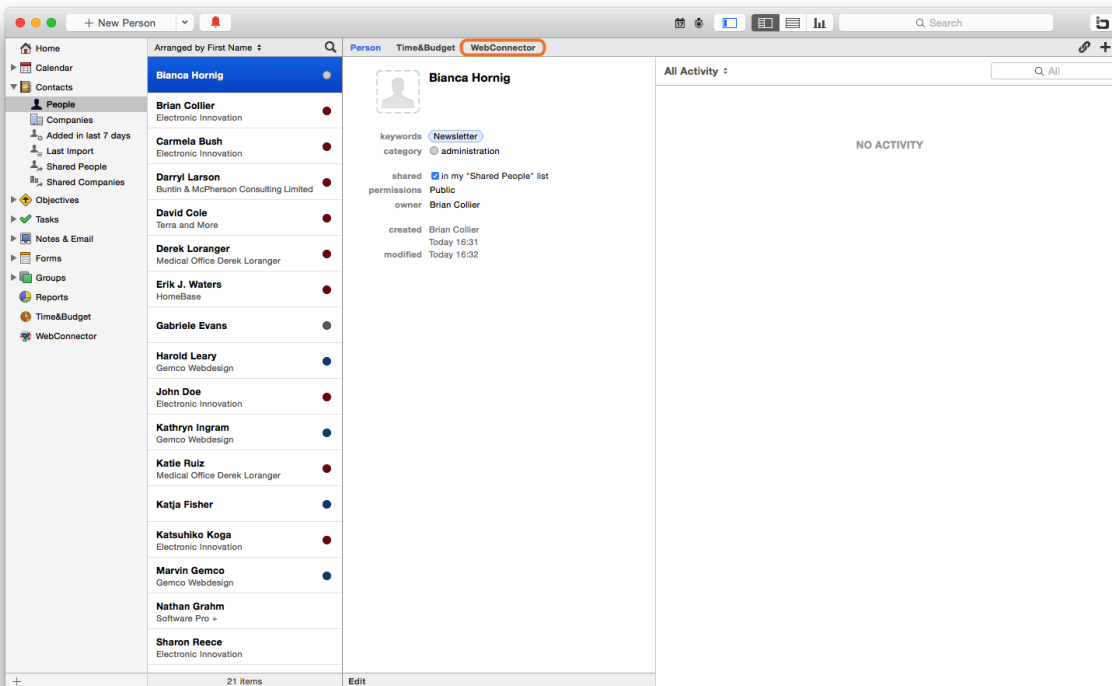 + New Person
17
Search
Home
Calendar
Contacts
People
Companies
Added in last 7 days
Last Import
Shared People
Shared Companies
Objectives
Tasks
Notes & Email
Forms
Groups
Reports
Time&Budget
WebConnector
+
Arranged by First Name
Bianca Hornig
Brian Collier
Electronic Innovation
Carmela Bush
Electronic Innovation
Darryl Larson
Buntin & McPherson Consulting Limited
David Cole
Terra and More
Derek Loranger
Medical Office Derek Loranger
Erik J. Waters
HomeBase
Gabriele Evans
Harold Leary
Gemco Webdesign
John Doe
Electronic Innovation
Kathryn Ingram
Gemco Webdesign
Katie Ruiz
Medical Office Derek Loranger
Katja Fisher
Katsuhiko Koga
Electronic Innovation
Marvin Gemco
Gemco Webdesign
Nathan Grahm
Software Pro +
Sharon Reece
Electronic Innovation
21 items
Person Time&Budget WebConnector
+
Bianca Hornig
keywords Newsletter
category administration
shared in my "Shared People" list
permissions Public
owner Brian Collier
created Brian Collier
Today 16:31
modified Today 16:32
Edit
All Activity
All
NO ACTIVITY